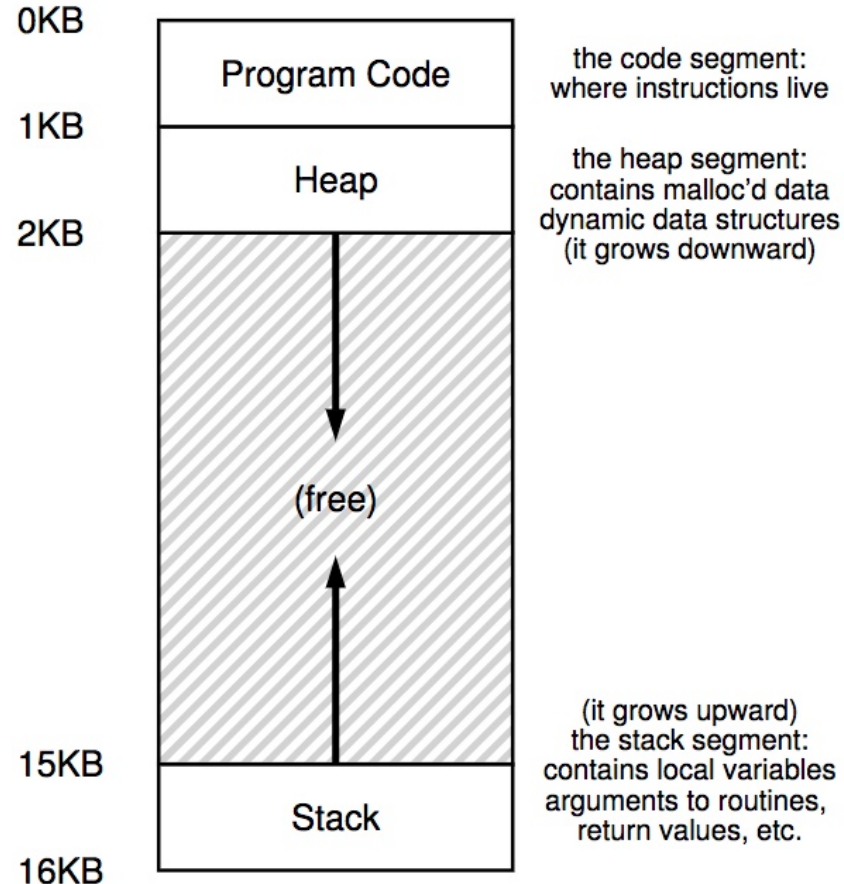 0KB
Program Code
the code segment:
where instructions live
1KB
Heap
the heap segment:
contains malloc’d data
dynamic data structures
(it grows downward)
2KB
(free)
(it grows upward)
the stack segment:
contains local variables
arguments to routines,
return values, etc.
15KB
Stack
16KB